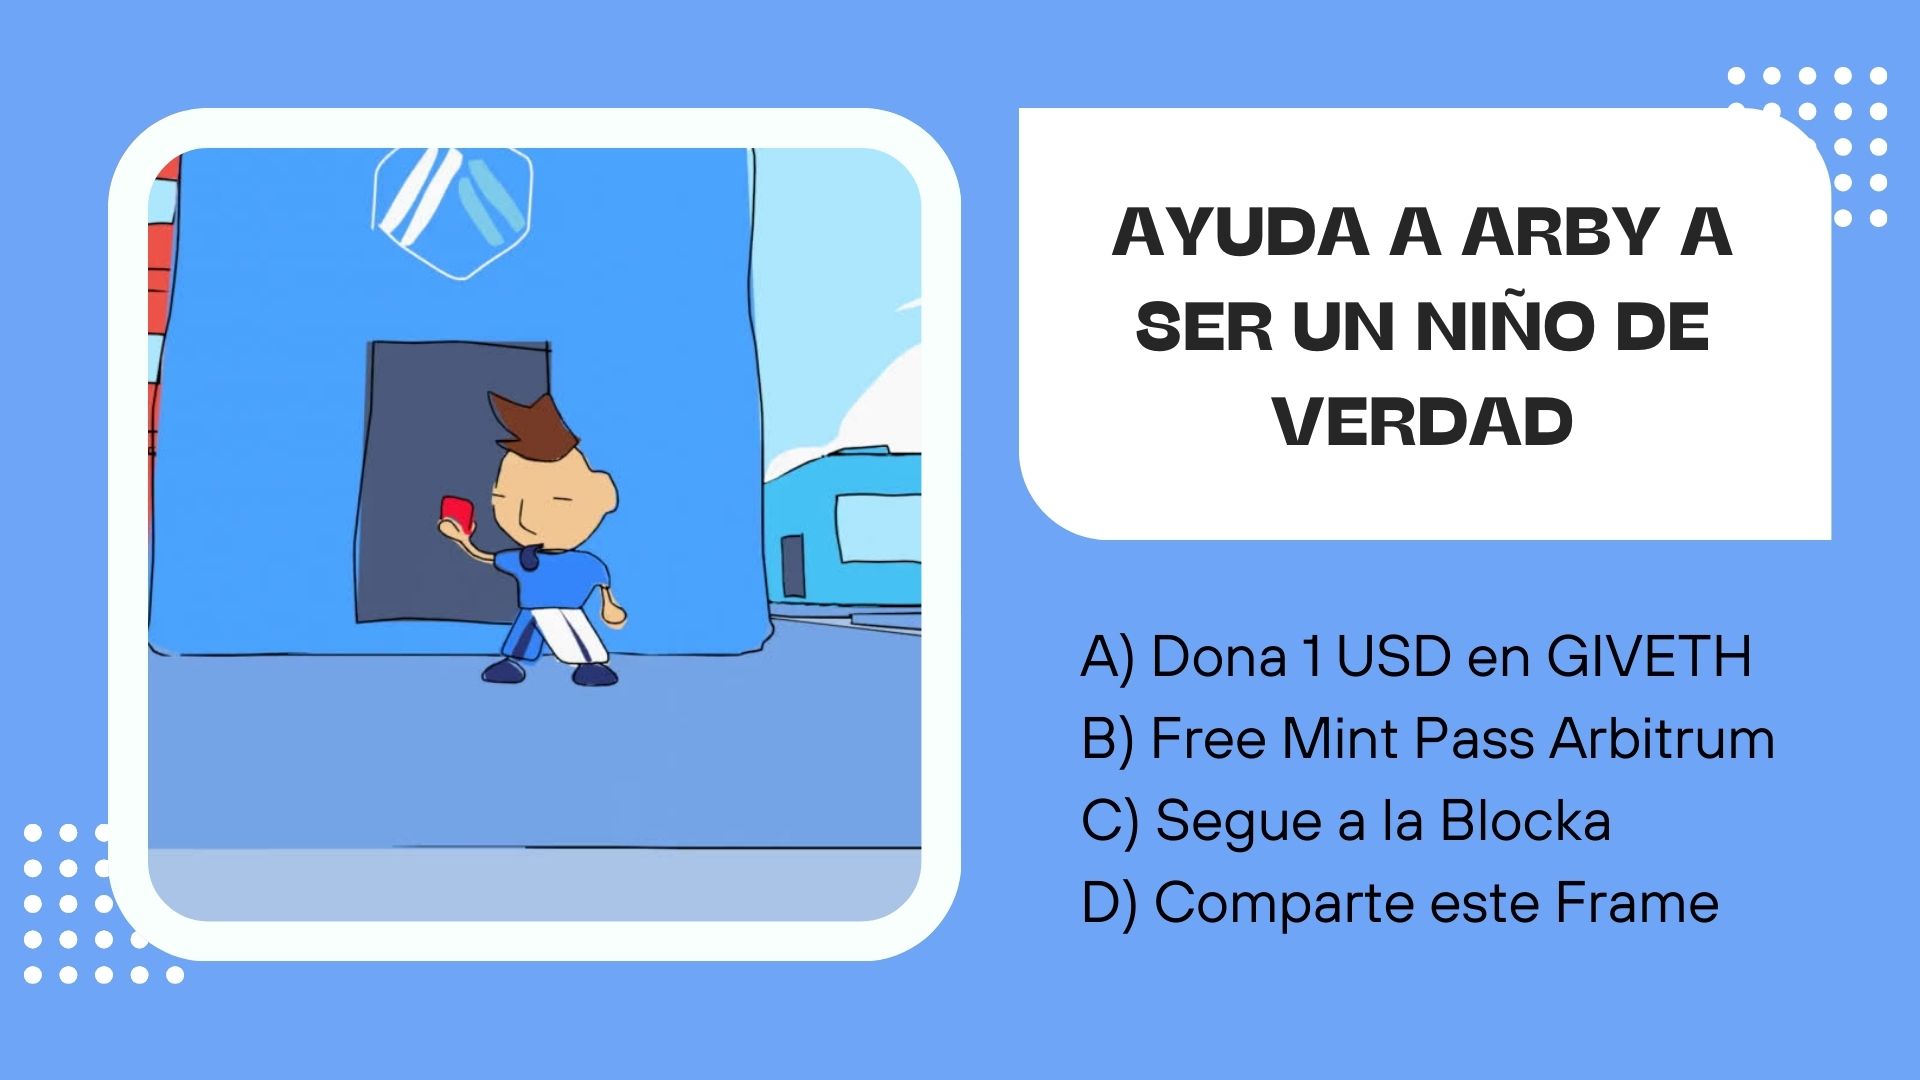 AYUDA A ARBY A
SER UN NIÑO DE
VERDAD
A) Dona 1 USD en GIVETH
B) Free Mint Pass Arbitrum
C) Segue a la Blocka
D) Comparte este Frame